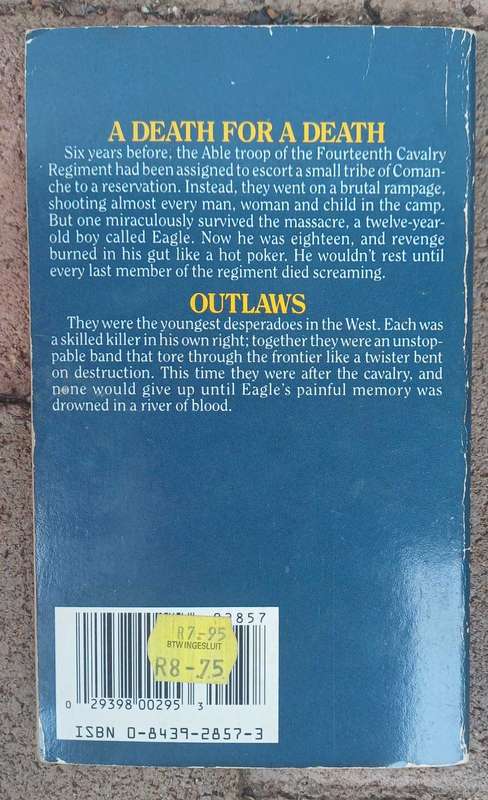 A DEATH FOR A DEATH
Six years before, the Able troop of the Fourteenth Cavalry
Regiment had been assigned to escort a small tribe of Coman-
che to a reservation. Instead, they went on a brutal rampage,
shooting almost every man, woman and child in the camp.
But one miraculously survived the massacre, a twelve-year-
old boy called Eagle. Now he was eighteen, and revenge
burned in his gut like a hot poker. He wouldn't rest until
every last member of the regiment died screaming.
OUTLAWS
They were the youngest desperadoes in the West. Each was
a skilled killer in his own right; together they were an unstop-
pable band that tore through the frontier like a twister bent
on destruction. This time they were after the cavalry, and
none would give up until Eagle's painful memory was
drowned in a river of blood.
R7-95
BTW INGESLUIT
R8-75
0 29398 00295 3
ISBN 0-8439-2857-3